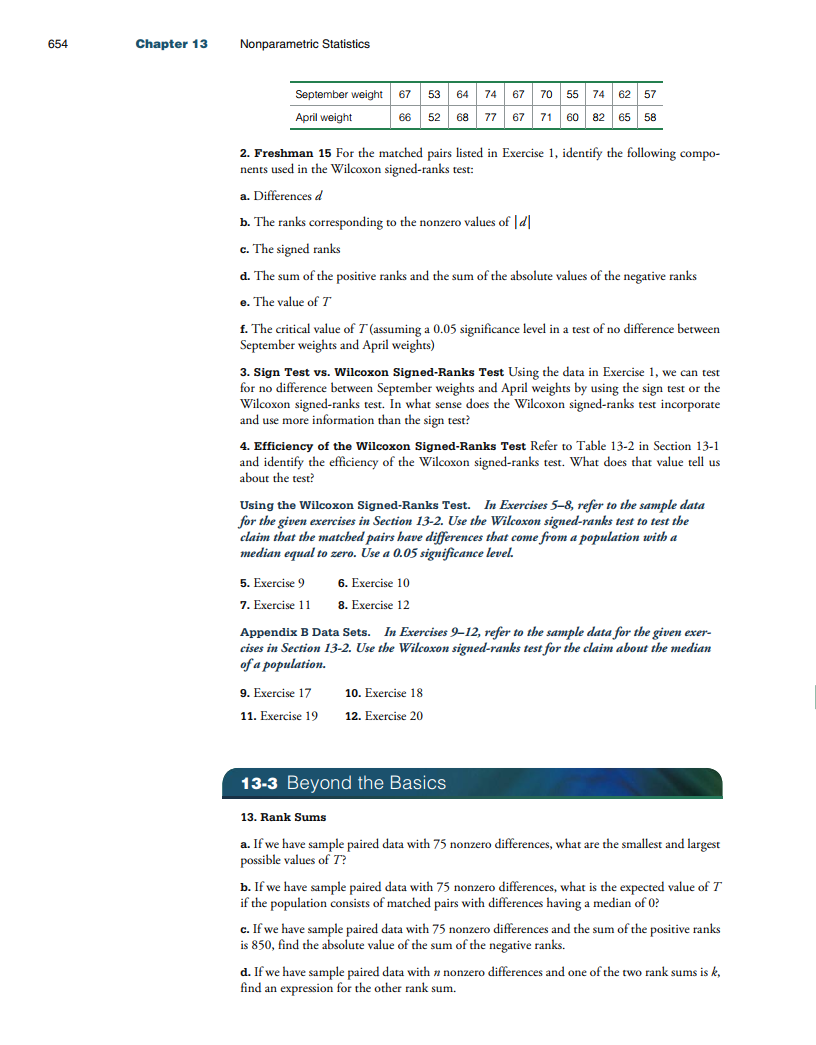 654 Chapter 13 Nonparametric Statistics
September weight 67 53 64 74 67 70 55 74 62 57
April weight 66 52 68 77 67 71 60 82 65 58
2. Freshman 15 For the matched pairs listed in Exercise 1, identify the following compo-
nents used in the Wilcoxon signed-ranks test:
a. Differences d
b. The ranks corresponding to the nonzero values of |d|
c. The signed ranks
d. The sum of the positive ranks and the sum of the absolute values of the negative ranks
e. The value of T
f. The critical value of T (assuming a 0.05 significance level in a test of no difference between
September weights and April weights)
3. Sign Test vs. Wilcoxon Signed-Ranks Test Using the data in Exercise 1, we can test
for no difference between September weights and April weights by using the sign test or the
Wilcoxon signed-ranks test. In what sense does the Wilcoxon signed-ranks test incorporate
and use more information than the sign test?
4. Efficiency of the Wilcoxon Signed-Ranks Test Refer to Table 13-2 in Section 13-1
and identify the efficiency of the Wilcoxon signed-ranks test. What does that value tell us
about the test?
Using the Wilcoxon Signed-Ranks Test. In Exercises 5–8, refer to the sample data
for the given exercises in Section 13-2. Use the Wilcoxon signed-ranks test to test the
claim that the matched pairs have differences that come from a population with a
median equal to zero. Use a 0.05 significance level.
5. Exercise 9 6. Exercise 10
7. Exercise 11 8. Exercise 12
Appendix B Data Sets. In Exercises 9–12, refer to the sample data for the given exer-
cises in Section 13-2. Use the Wilcoxon signed-ranks test for the claim about the median
of a population.
9. Exercise 17 10. Exercise 18
11. Exercise 19 12. Exercise 20
13-3 Beyond the Basics
13. Rank Sums
a. If we have sample paired data with 75 nonzero differences, what are the smallest and largest
possible values of T?
b. If we have sample paired data with 75 nonzero differences, what is the expected value of T
if the population consists of matched pairs with differences having a median of 0?
c. If we have sample paired data with 75 nonzero differences and the sum of the positive ranks
is 850, find the absolute value of the sum of the negative ranks.
d. If we have sample paired data with n nonzero differences and one of the two rank sums is k,
find an expression for the other rank sum.